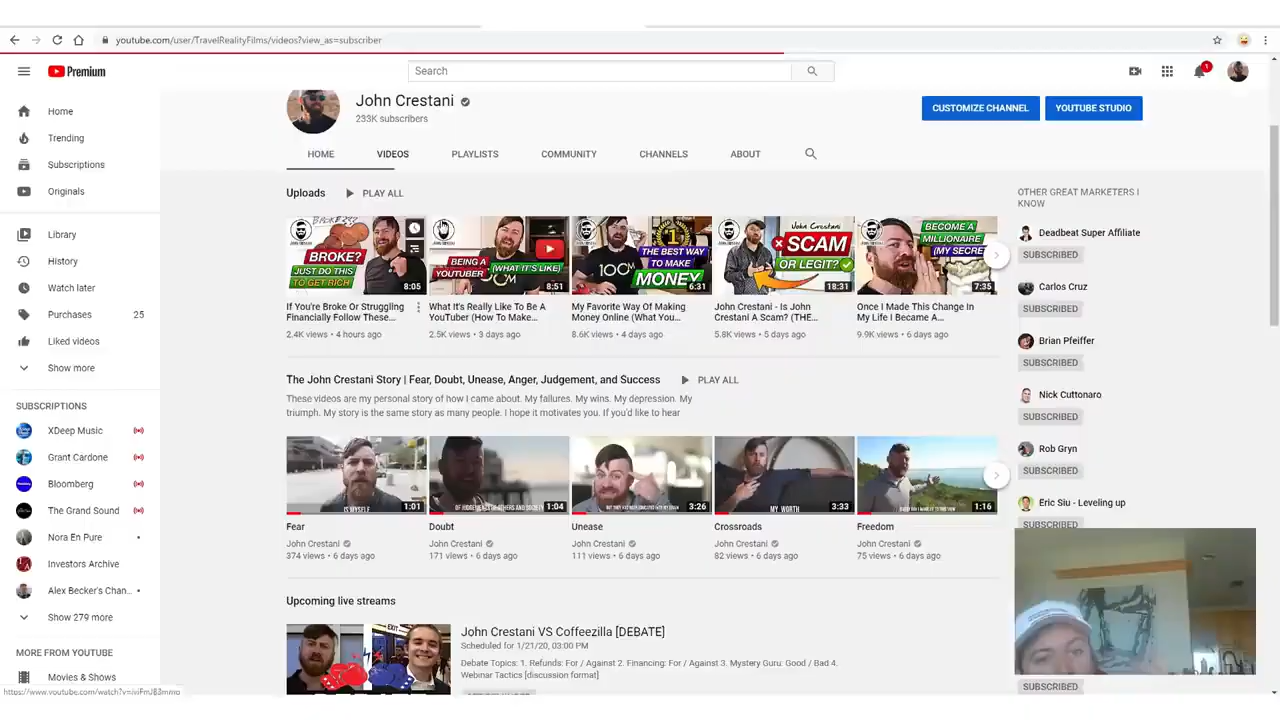 youtube.com/user/TravelRealityFilms/videos?view_as=subscriber
Premium
Search
1
Home
Trending
Subscriptions
Originals
Library
History
Watch later
Purchases 25
Liked videos
Show more
SUBSCRIPTIONS
XDeep Music
Grant Cardone
Bloomberg
The Grand Sound
Nora En Pure
Investors Archive
Alex Becker's Chan...
Show 279 more
MORE FROM YOUTUBE
Movies & Shows
John Crestani
233K subscribers
CUSTOMIZE CHANNEL
YOUTUBE STUDIO
HOME VIDEOS PLAYLISTS COMMUNITY CHANNELS ABOUT
Uploads PLAY ALL
BROKE?
JUST DO THIS
TO GET RICH
8:05
BEING A
YOUTUBER
(WHAT IT'S LIKE)
8:51
THE BEST WAY
TO MAKE
MONEY
6:31
John Crestani
SCAM
OR LEGIT?
18:31
BECOME A
MILLIONAIRE
(MY SECRET
7:35
If You're Broke Or Struggling
Financially Follow These...
2.4K views • 4 hours ago
What It's Really Like To Be A
YouTuber (How To Make...
2.5K views • 3 days ago
My Favorite Way Of Making
Money Online (What You...
8.6K views • 4 days ago
John Crestani - Is John
Crestani A Scam? (THE...
5.8K views • 5 days ago
Once I Made This Change In
My Life I Became A...
9.9K views • 6 days ago
The John Crestani Story | Fear, Doubt, Unease, Anger, Judgement, and Success PLAY ALL
These videos are my personal story of how I came about. My failures. My wins. My depression. My
triumph. My story is the same story as many people. I hope it motivates you. If you'd like to hear
IS MYSELF
1:01
1:04
3:26
MY WORTH
3:33
1:16
Fear
John Crestani
374 views • 6 days ago
Doubt
John Crestani
171 views • 6 days ago
Unease
John Crestani
111 views • 6 days ago
Crossroads
John Crestani
82 views • 6 days ago
Freedom
John Crestani
75 views • 6 days ago
Upcoming live streams
EXIT
John Crestani VS Coffeezilla [DEBATE]
Scheduled for 1/21/20, 03:00 PM
Debate Topics: 1. Refunds: For / Against 2. Financing: For / Against 3. Mystery Guru: Good / Bad 4.
Webinar Tactics [discussion format]
OTHER GREAT MARKETERS I
KNOW
Deadbeat Super Affiliate
SUBSCRIBED
Carlos Cruz
SUBSCRIBED
Brian Pfeiffer
SUBSCRIBED
Nick Cuttonaro
SUBSCRIBED
Rob Gryn
SUBSCRIBED
Eric Siu - Leveling up
SUBSCRIBED
SUBSCRIBED